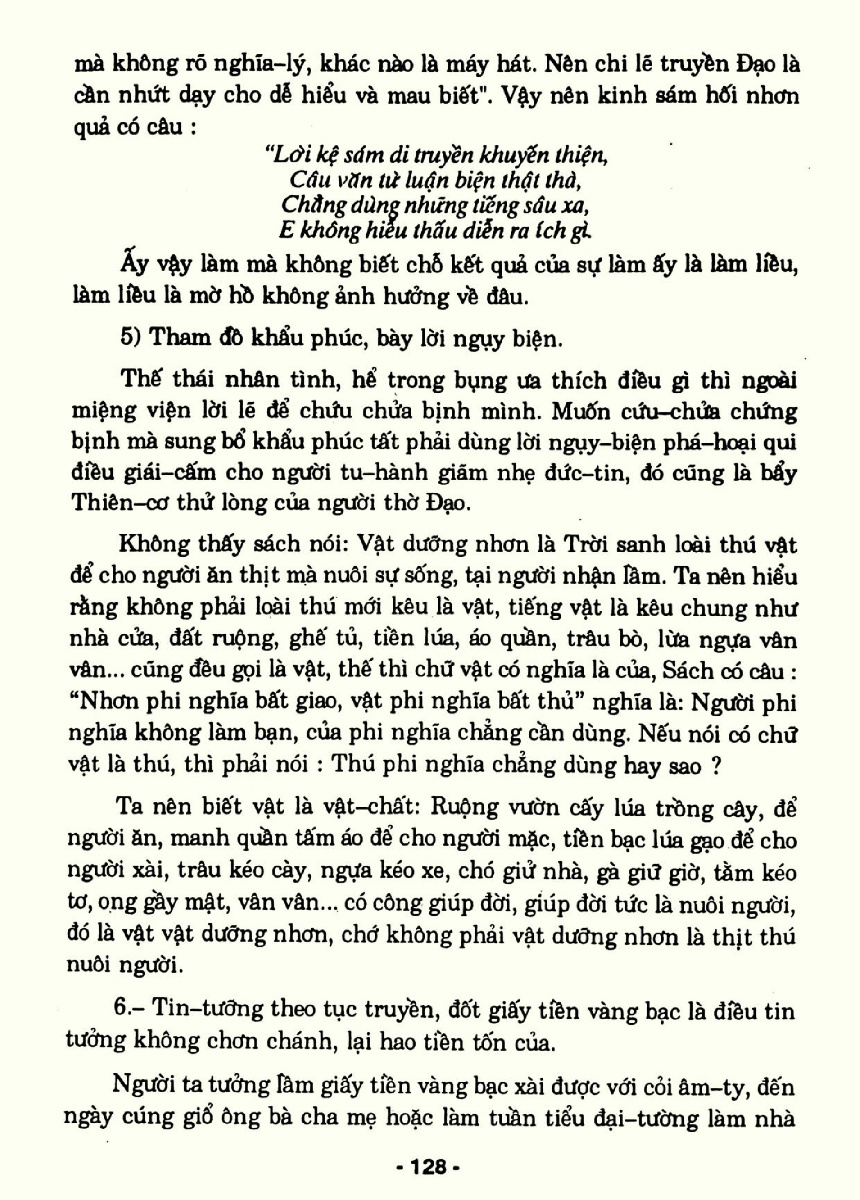 mà không rõ nghĩa–lý, khác nào là máy hát. Nên chi lẽ truyền Đạo là
cần nhứt dạy cho dễ hiểu và mau biết". Vậy nên kinh sám hối nhơn
quả có câu :
“Lời kệ sám di truyền khuyến thiện,
Câu văn từ luận biện thật thà,
Chẳng dùng những tiếng sâu xa,
E không hiểu thấu diễn ra ích gì.
Ấy vậy làm mà không biết chỗ kết quả của sự làm ấy là làm liều,
làm liều là mờ hồ không ảnh hưởng về đâu.
5) Tham đồ khẩu phúc, bày lời ngụy biện.
Thế thái nhân tình, hể trong bụng ưa thích điều gì thì ngoài
miệng viện lời lẽ để chứu chửa bịnh mình. Muốn cứu–chửa chứng
bịnh mà sung bổ khẩu phúc tất phải dùng lời ngụy–biện phá–hoại qui
điều giái–cấm cho người tu–hành giãm nhẹ đức–tin, đó cũng là bẩy
Thiên–cơ thử lòng của người thờ Đạo.
Không thấy sách nói: Vật dưỡng nhơn là Trời sanh loài thú vật
để cho người ăn thịt mà nuôi sự sống, tại người nhận lầm. Ta nên hiểu
rằng không phải loài thú mới kêu là vật, tiếng vật là kêu chung như
nhà cửa, đất ruộng, ghế tủ, tiền lúa, áo quần, trâu bò, lừa ngựa vân
vân... cũng đều gọi là vật, thế thì chữ vật có nghĩa là của, Sách có câu :
“Nhơn phi nghĩa bất giao, vật phi nghĩa bất thủ” nghĩa là: Người phi
nghĩa không làm bạn, của phi nghĩa chẳng cần dùng. Nếu nói có chữ
vật là thú, thì phải nói : Thú phi nghĩa chẳng dùng hay sao ?
Ta nên biết vật là vật–chất: Ruộng vườn cấy lúa trồng cây, để
người ăn, manh quần tấm áo để cho người mặc, tiền bạc lúa gạo để cho
người xài, trâu kéo cày, ngựa kéo xe, chó giử nhà, gà giữ giờ, tằm kéo
tơ, ong gầy mật, vân vân... có công giúp đời, giúp đời tức là nuôi người,
đó là vật vật dưỡng nhơn, chớ không phải vật dưỡng nhơn là thịt thú
nuôi người.
6.– Tin–tưỡng theo tục truyền, đốt giấy tiền vàng bạc là điều tin
tưởng không chơn chánh, lại hao tiền tốn của.
Người ta tưởng lầm giấy tiền vàng bạc xài được với cỏi âm–ty, đến
ngày cúng giổ ông bà cha mẹ hoặc làm tuần tiểu đại–tường làm nhà
- 128 -